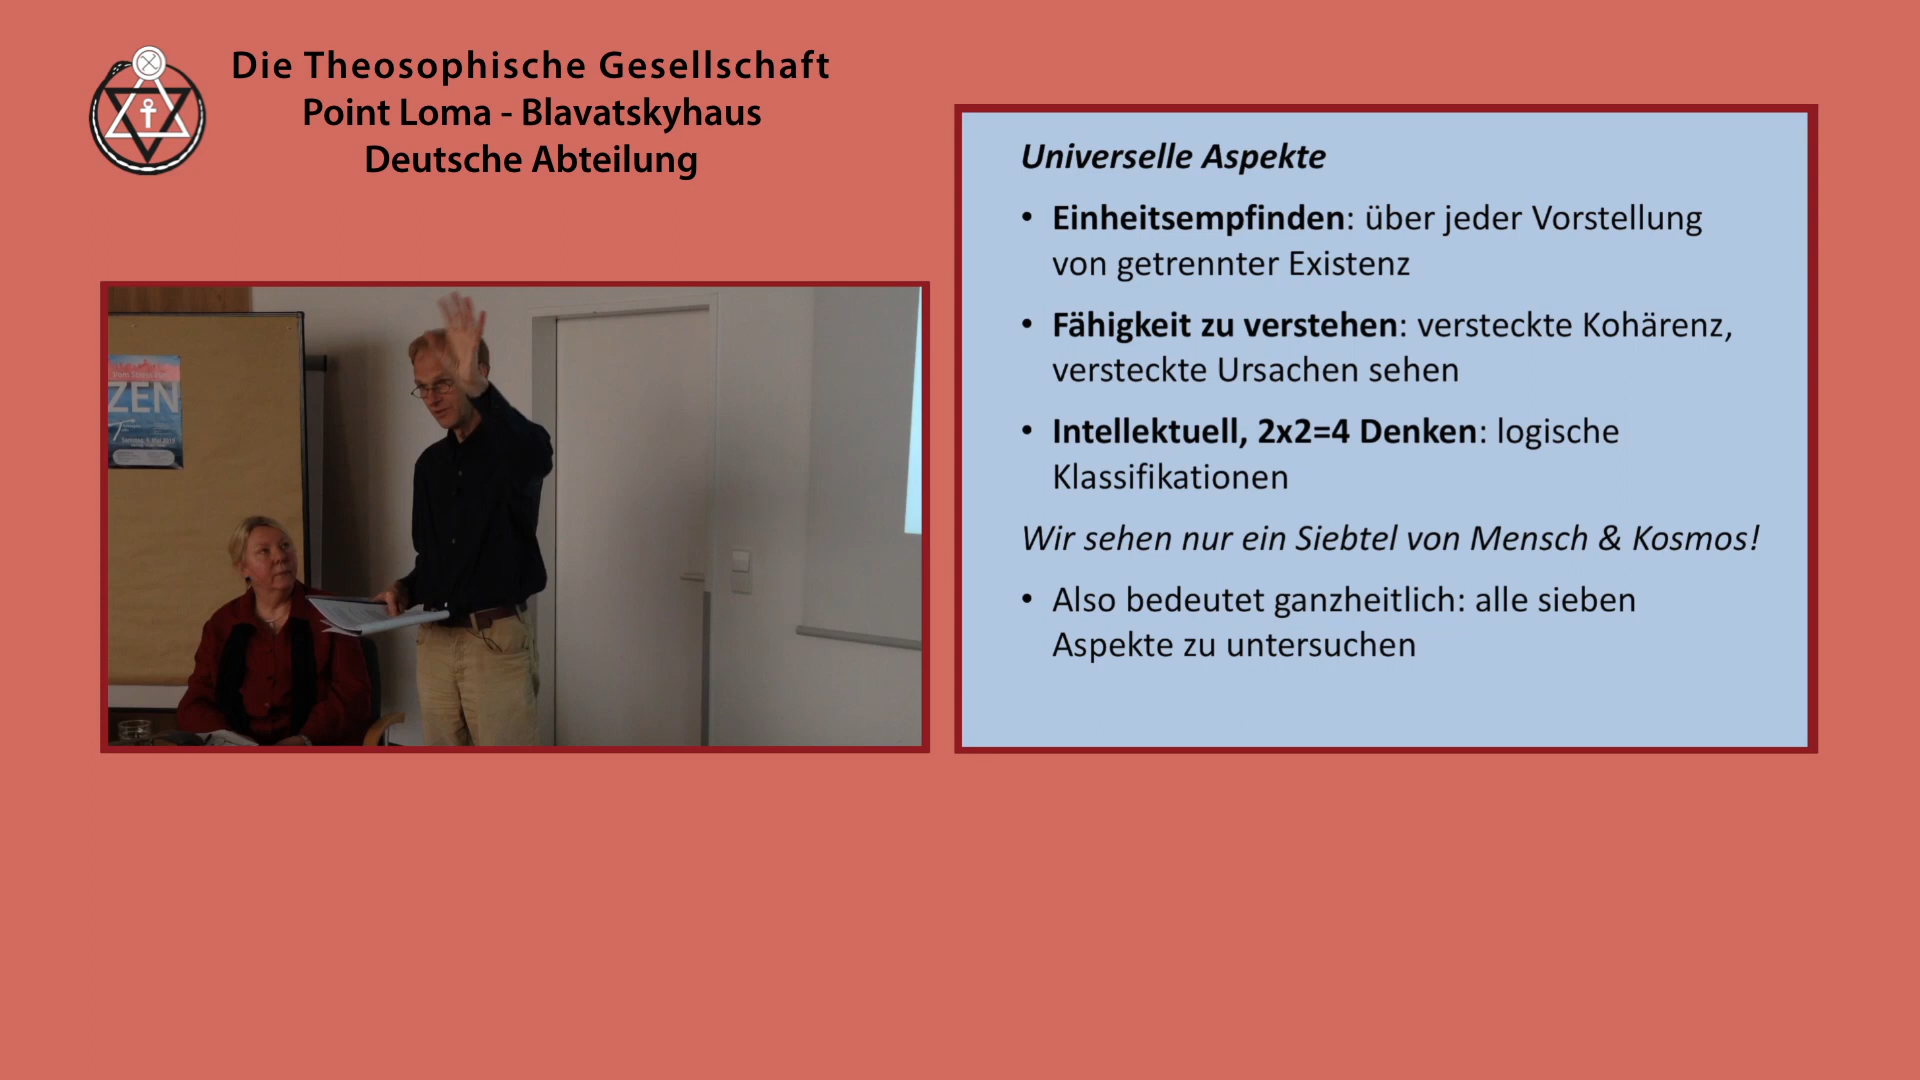 Die Theosophische Gesellschaft
Point Loma - Blavatskyhaus
Deutsche Abteilung
Universelle Aspekte
• Einheitsempfinden: über jeder Vorstellung
von getrennter Existenz
• Fähigkeit zu verstehen: versteckte Kohärenz,
versteckte Ursachen sehen
• Intellektuell, 2x2=4 Denken: logische
Klassifikationen
Wir sehen nur ein Siebtel von Mensch & Kosmos!
• Also bedeutet ganzheitlich: alle sieben
Aspekte zu untersuchen
ZEN